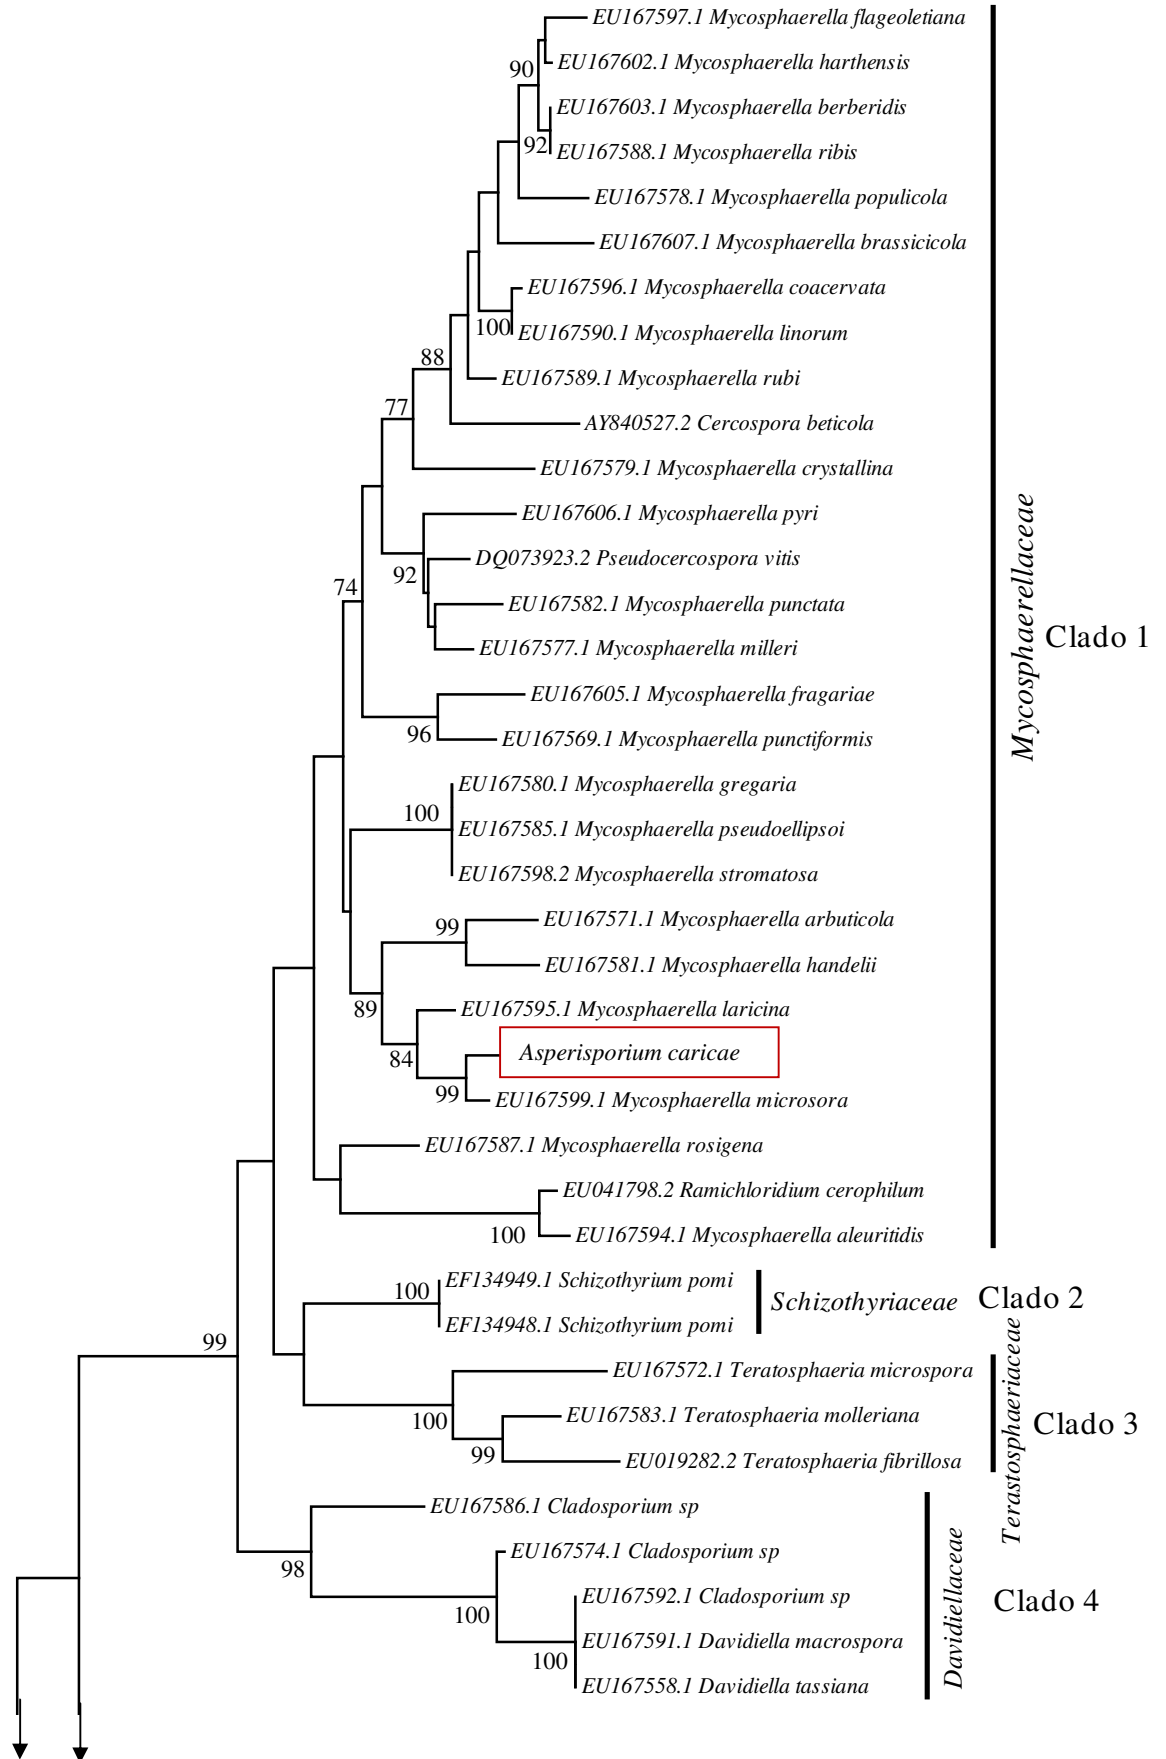 EU167597.1 Mycosphaerella flageoletiana
EU167602.1 Mycosphaerella harthensis
90
EU167603.1 Mycosphaerella berberidis
92
EU167588.1 Mycosphaerella ribis
EU167578.1 Mycosphaerella populicola
EU167607.1 Mycosphaerella brassicicola
EU167596.1 Mycosphaerella coacervata
100
EU167590.1 Mycosphaerella linorum
88
EU167589.1 Mycosphaerella rubi
77
AY840527.2 Cercospora beticola
EU167579.1 Mycosphaerella crystallina
EU167606.1 Mycosphaerella pyri
DQ073923.2 Pseudocercospora vitis
92
74
EU167582.1 Mycosphaerella punctata
EU167577.1 Mycosphaerella milleri
Mycosphaerellaceae
Clado 1
EU167605.1 Mycosphaerella fragariae
96
EU167569.1 Mycosphaerella punctiformis
EU167580.1 Mycosphaerella gregaria
100
EU167585.1 Mycosphaerella pseudoellipsoi
EU167598.2 Mycosphaerella stromatosa
EU167571.1 Mycosphaerella arbuticola
99
EU167581.1 Mycosphaerella handelii
89
EU167595.1 Mycosphaerella laricina
84
Asperisporium caricae
99
EU167599.1 Mycosphaerella microsora
EU167587.1 Mycosphaerella rosigena
EU041798.2 Ramichloridium cerophilum
100
EU167594.1 Mycosphaerella aleuritidis
EF134949.1 Schizothyrium pomi
100
Schizothyriaceae
Clado 2
EF134948.1 Schizothyrium pomi
99
EU167572.1 Teratosphaeria microspora
100
EU167583.1 Teratosphaeria molleriana
99
EU019282.2 Teratosphaeria fibrillosa
Terastosphaeriaceae
Clado 3
EU167586.1 Cladosporium sp
98
EU167574.1 Cladosporium sp
100
EU167592.1 Cladosporium sp
EU167591.1 Davidiella macrospora
100
EU167558.1 Davidiella tassiana
Davidiellaceae
Clado 4